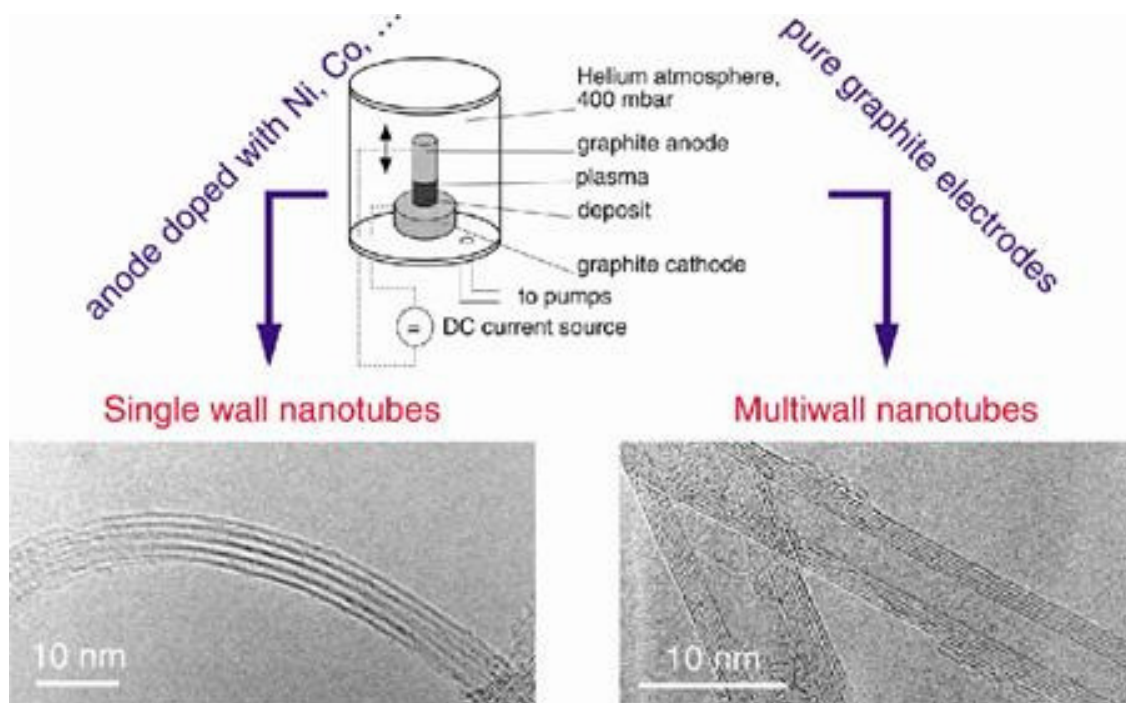 anode doped with Ni, Co, ...
pure graphite electrodes
Helium atmosphere,
400 mbar
graphite anode
plasma
deposit
graphite cathode
to pumps
= DC current source
Single wall nanotubes
Multiwall nanotubes
10 nm
10 nm